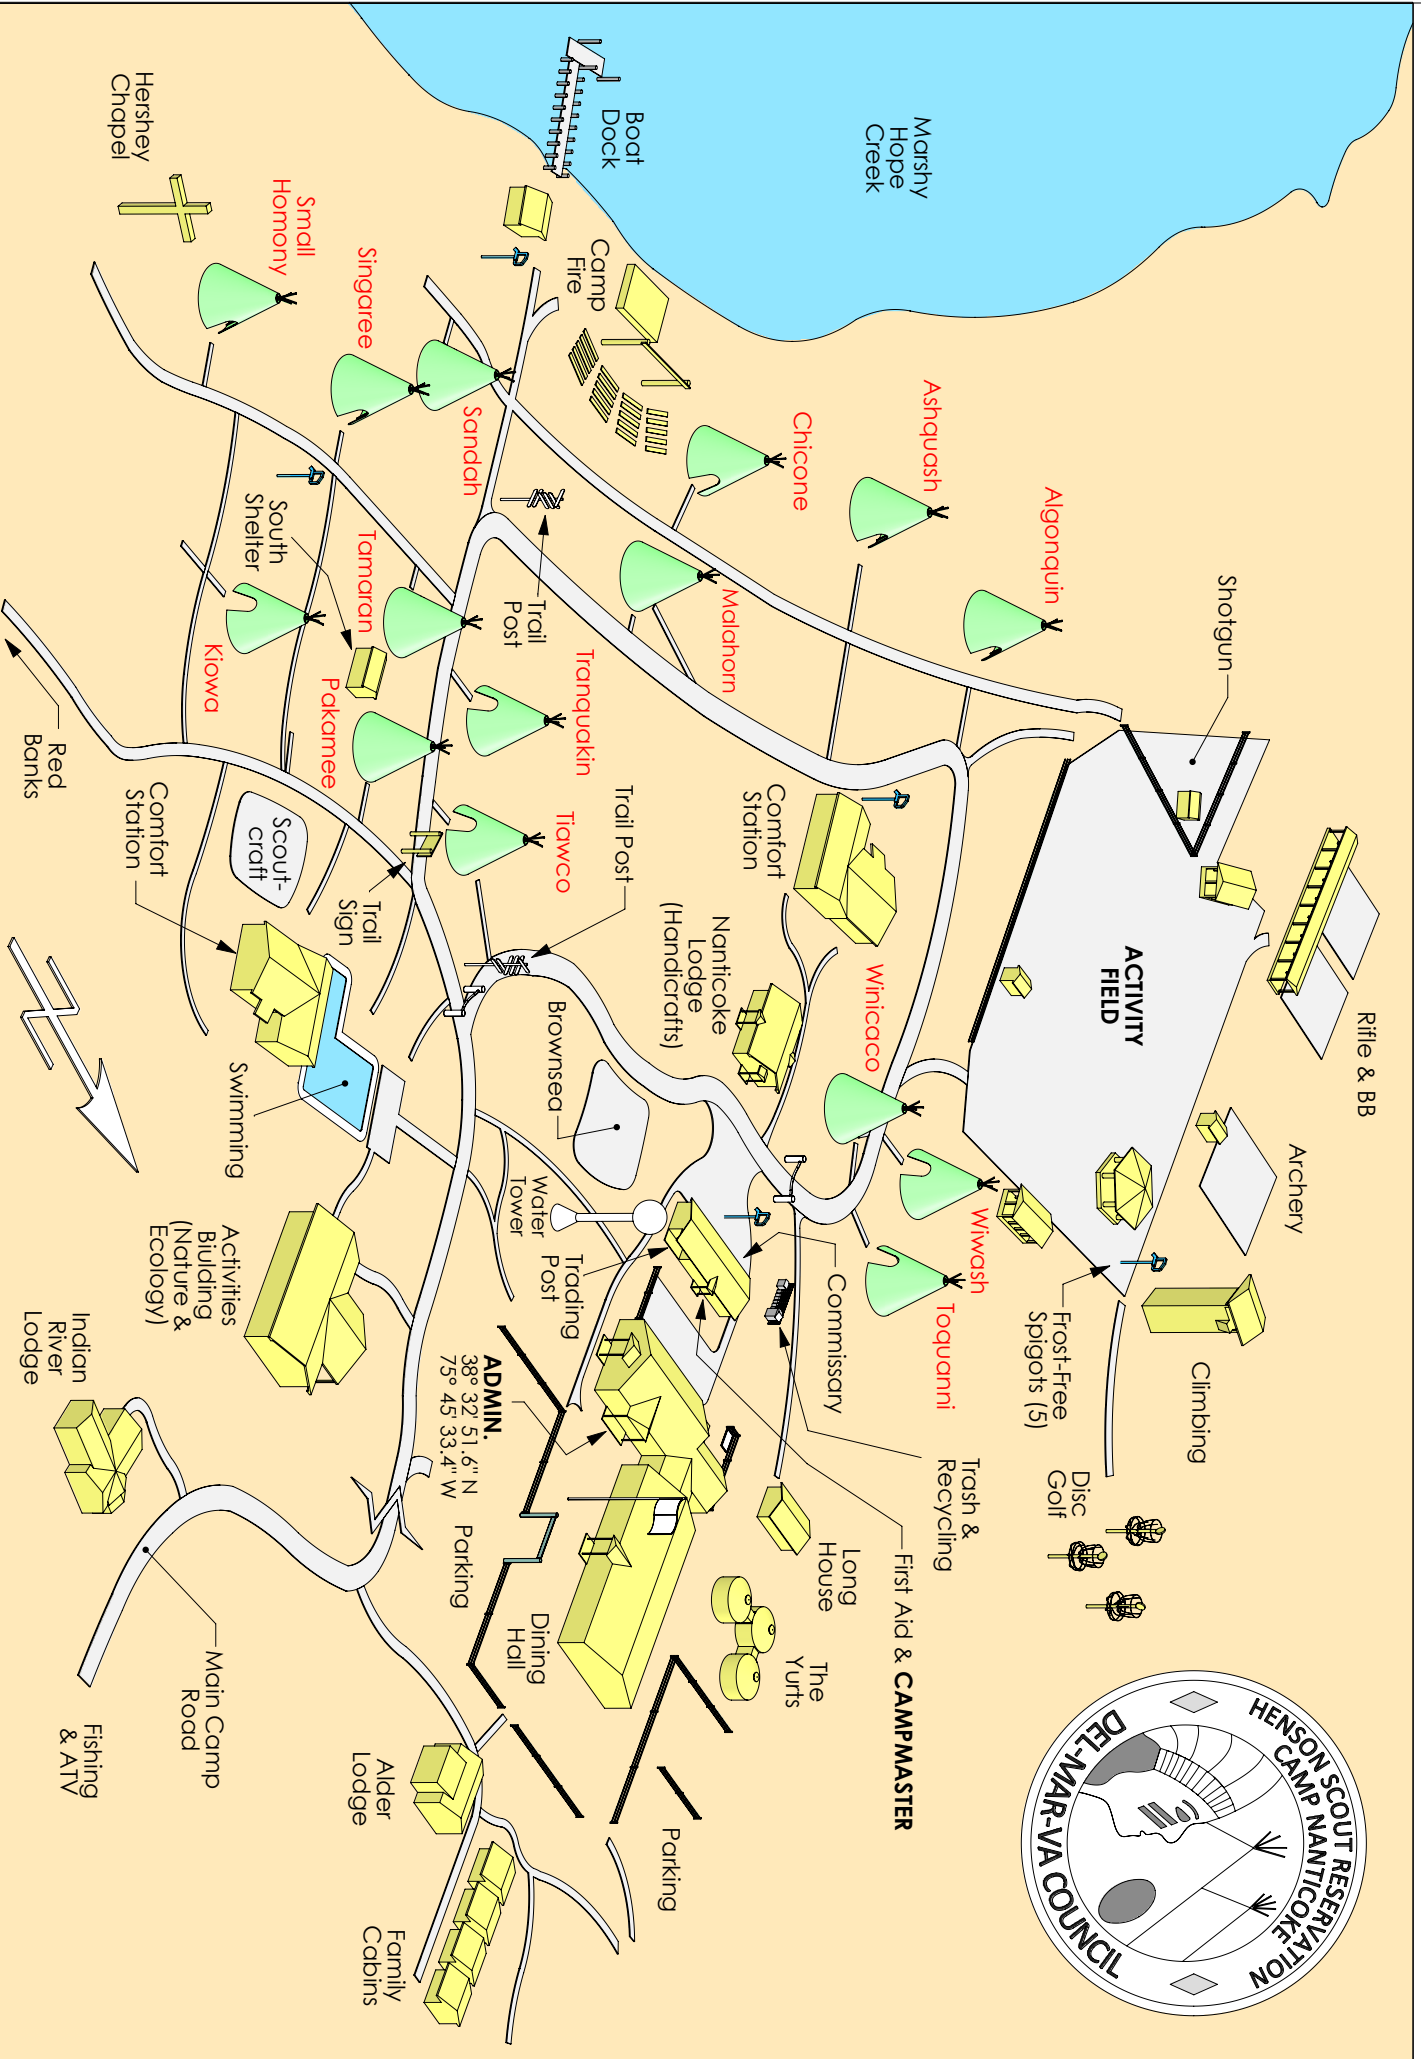 Marshy
Hope
Creek
Boat
Dock
Hershey
Chapel
Small
Homony
Singaree
Sandah
Camp
Fire
Chicone
Ashquash
Algonquin
Shotgun
Malahorn
Trail
Post
South
Shelter
Tamaran
Tranquakin
Kiowa
Pakamee
Red
Banks
Comfort
Station
Scout-
craft
Trail
Sign
Tiawco
Trail Post
Comfort
Station
Nanticoke
Lodge
(Handicrafts)
Winicaco
ACTIVITY
FIELD
Rifle & BB
Archery
Brownsea
Swimming
Water
Tower
Trading
Post
Commissary
Wiwash
Toquanni
Frost-Free
Spigots (5)
Climbing
Activities
Biulding
(Nature &
Ecology)
Indian
River
Lodge
ADMIN.
38° 32' 51.6" N
75° 45' 33.4" W
Trash &
Recycling
Disc
Golf
First Aid & CAMPMASTER
Long
House
The
Yurts
Parking
Dining
Hall
Main Camp
Road
Fishing
& ATV
Alder
Lodge
Parking
Family
Cabins
HENSON SCOUT RESERVATION
CAMP NANTICOKE
DEL-MAR-VA COUNCIL